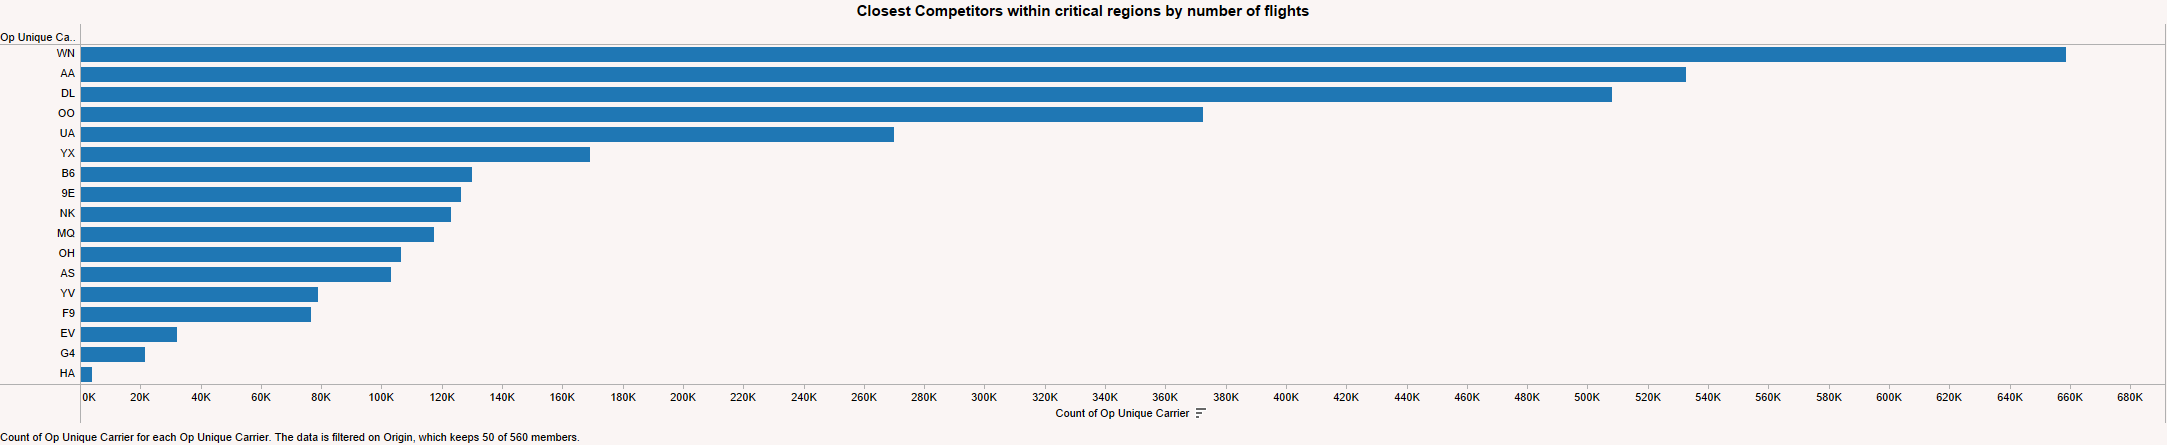 Closest Competitors within critical regions by number of flights
Op Unique Ca..
WN
AA
DL
OO
UA
YX
B6
9E
NK
MQ
OH
AS
YV
F9
EV
G4
HA
0K 20K 40K 60K 80K 100K 120K 140K 160K 180K 200K 220K 240K 260K 280K 300K 320K 340K 360K 380K 400K 420K 440K 460K 480K 500K 520K 540K 560K 580K 600K 620K 640K 660K 680K
Count of Op Unique Carrier
Count of Op Unique Carrier for each Op Unique Carrier. The data is filtered on Origin, which keeps 50 of 560 members.